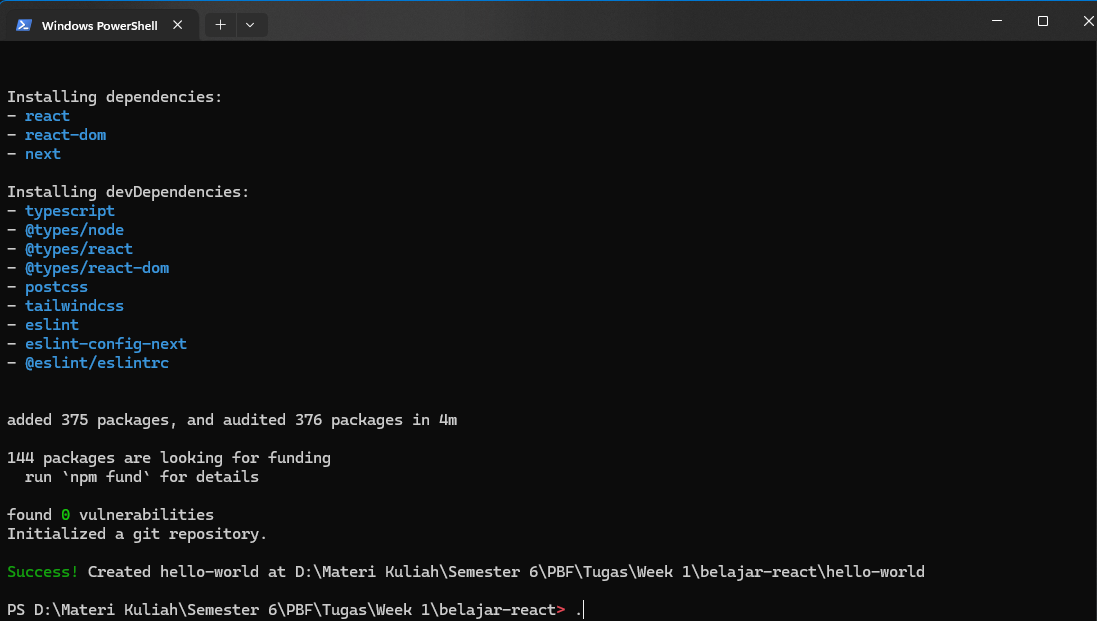 Windows PowerShell
Installing dependencies:
- react
- react-dom
- next
Installing devDependencies:
- typescript
- @types/node
- @types/react
- @types/react-dom
- postcss
- tailwindcss
- eslint
- eslint-config-next
- @eslint/eslintrc
added 375 packages, and audited 376 packages in 4m
144 packages are looking for funding
  run `npm fund` for details
found 0 vulnerabilities
Initialized a git repository.
Success! Created hello-world at D:\Materi Kuliah\Semester 6\PBF\Tugas\Week 1\belajar-react\hello-world
PS D:\Materi Kuliah\Semester 6\PBF\Tugas\Week 1\belajar-react> .